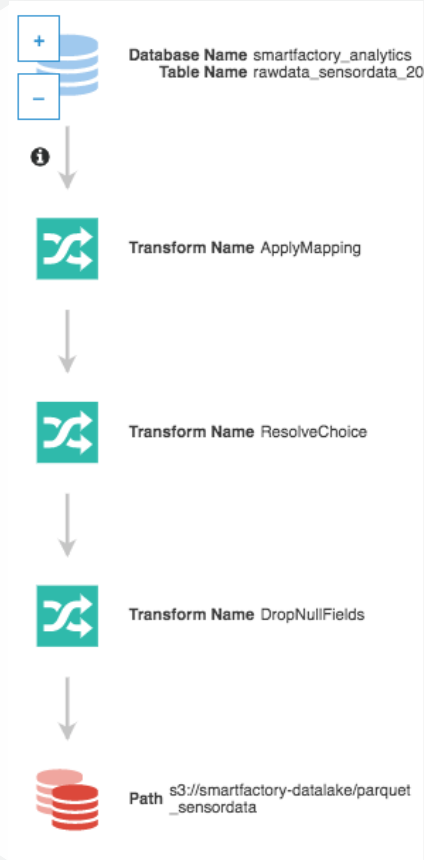 +
Database Name smartfactory_analytics
Table Name rawdata_sensordata_20
−
i
Transform Name ApplyMapping
Transform Name ResolveChoice
Transform Name DropNullFields
Path s3://smartfactory-datalake/parquet
_sensordata